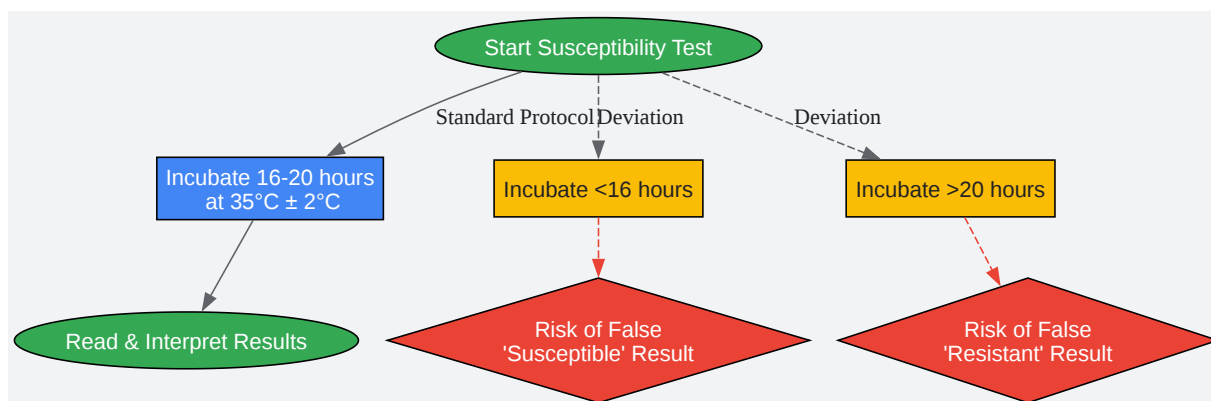 Start Susceptibility Test
Standard Protocol
Deviation
Deviation
Incubate 16-20 hours
at 35°C ± 2°C
Incubate <16 hours
Incubate >20 hours
Read & Interpret Results
Risk of False
'Susceptible' Result
Risk of False
'Resistant' Result